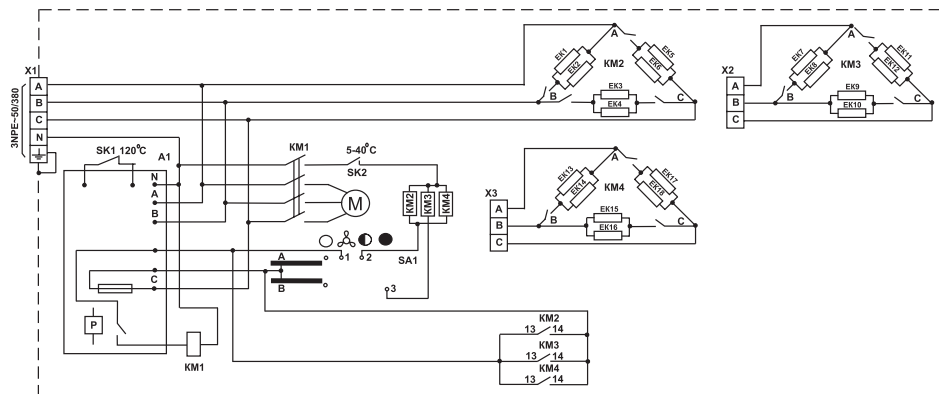 X1
A
B
C
N
3NPE~50/380
SK1 120°C
A1
N
A
B
C
P
KM1
KM1
5-40°C
SK2
M
KM2
KM3
KM4
1
2
3
SA1
A
B
A
EK1
EK2
EK5
EK6
KM2
EK3
EK4
B
C
X2
A
B
C
A
EK7
EK8
EK11
EK12
KM3
EK9
EK10
B
C
X3
A
B
C
A
EK13
EK14
EK17
EK18
KM4
EK15
EK16
B
C
KM2
13 14
KM3
13 14
KM4
13 14